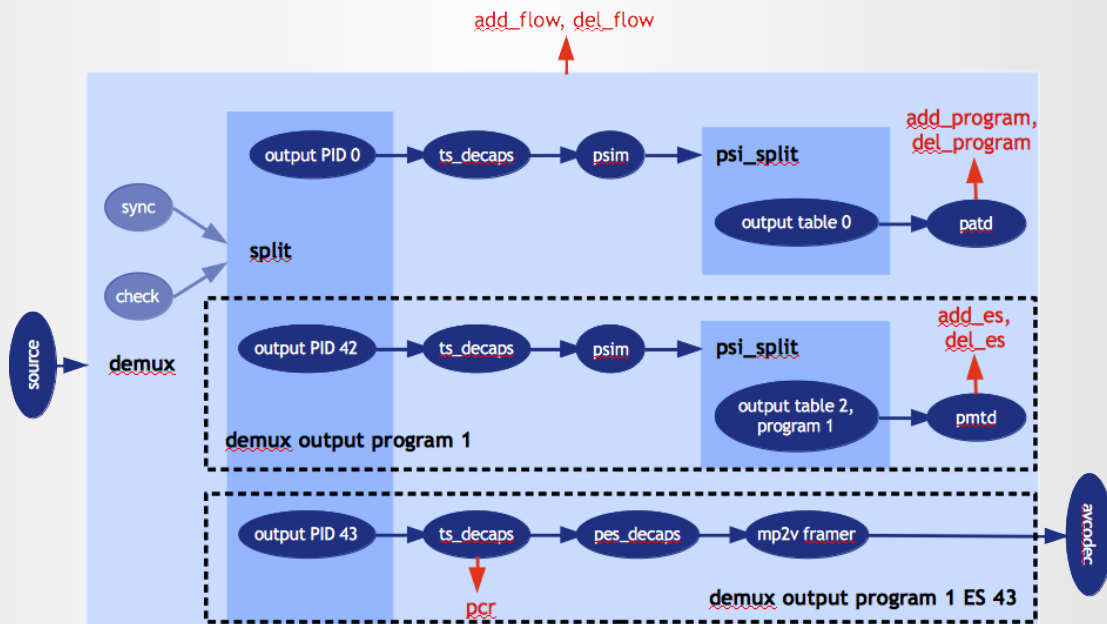 add_flow, del_flow
output PID 0
ts_decaps
psim
psi_split
add_program,
del_program
output table 0
patd
sync
check
split
source
demux
output PID 42
ts_decaps
psim
psi_split
add_es,
del_es
output table 2,
program 1
pmtd
demux output program 1
output PID 43
ts_decaps
pes_decaps
mp2v framer
avcodec
pcr
demux output program 1 ES 43